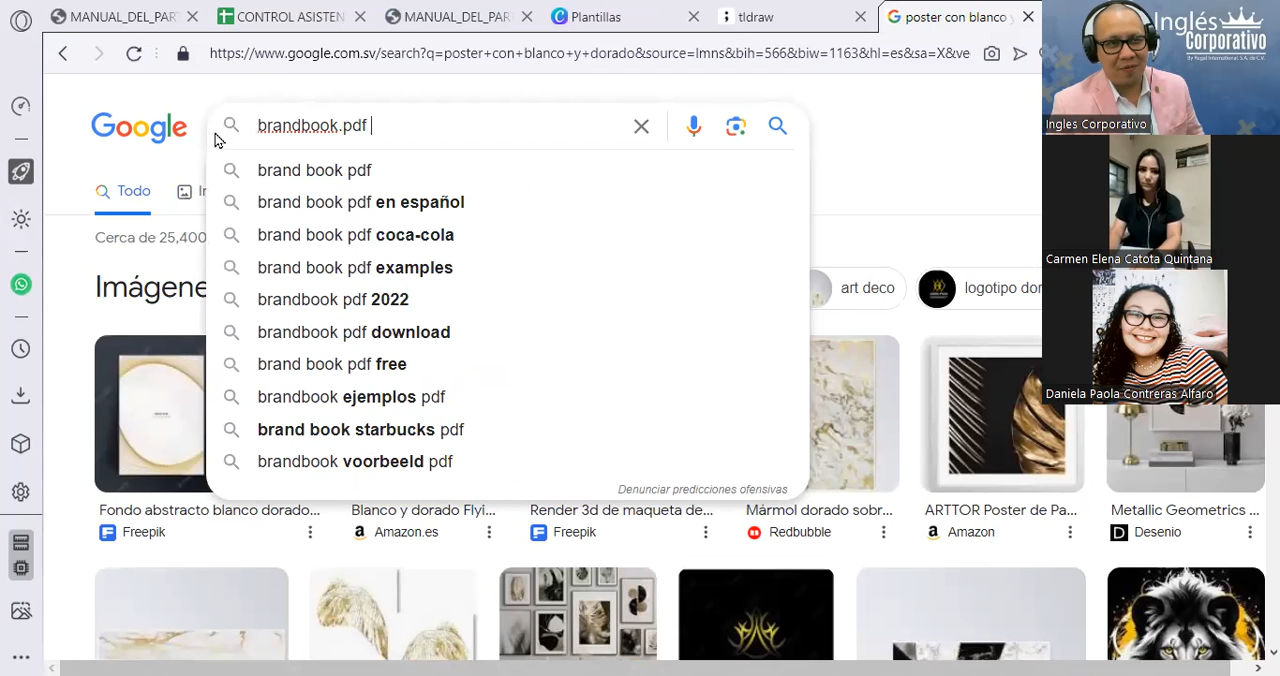 MANUAL_DEL_PAR
CONTROL ASISTEN
MANUAL_DEL_PAR
Plantillas
tldraw
poster con blanco y
https://www.google.com.sv/search?q=poster+con+blanco+y+dorado&source=lmns&bih=566&biw=1163&hl=es&sa=X&ve
Inglés
Corporativo
By Regal International, S.A. de C.V.
Ingles Corporativo
Google
brandbook.pdf
Todo
Cerca de 25,400
Imágene
brand book pdf
brand book pdf en español
brand book pdf coca-cola
brand book pdf examples
brandbook pdf 2022
brandbook pdf download
brand book pdf free
brandbook ejemplos pdf
brand book starbucks pdf
brandbook voorbeeld pdf
Denunciar predicciones ofensivas
art deco
logotipo dor
Carmen Elena Catota Quintana
Daniela Paola Contreras Alfaro
Fondo abstracto blanco dorado...
Freepik
Blanco y dorado Flyi...
Amazon.es
Render 3d de maqueta de...
Freepik
Mármol dorado sobr...
Redbubble
ARTTOR Poster de Pa...
Amazon
Metallic Geometrics ...
Desenio